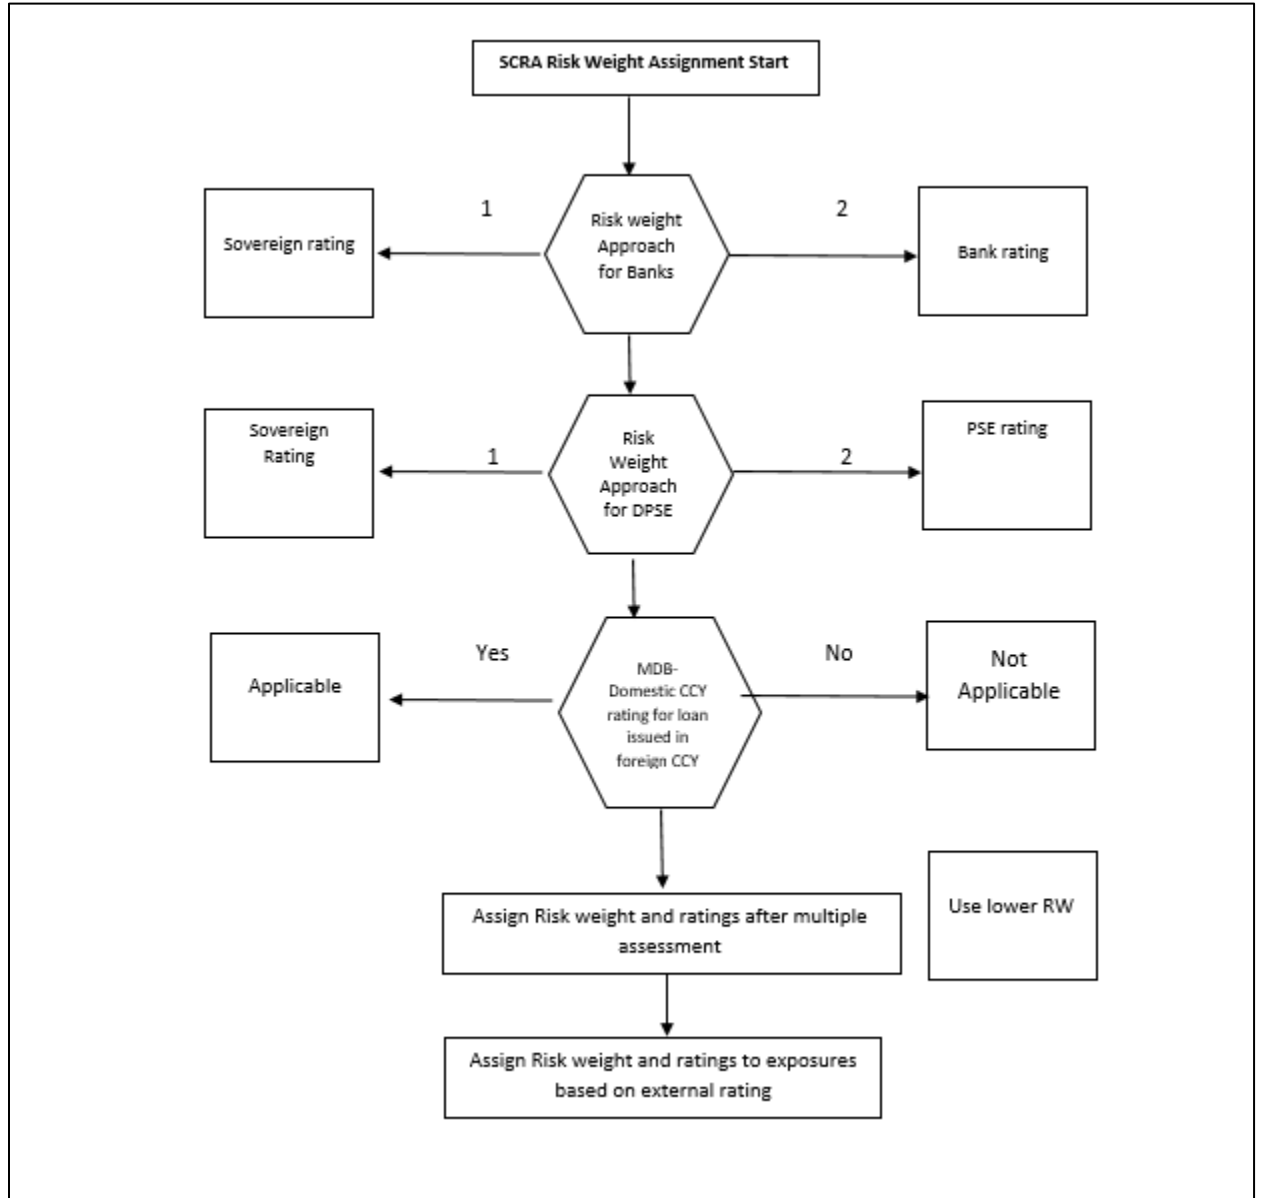 SCRA Risk Weight Assignment Start
1
2
Risk weight
Approach
for Banks
Sovereign rating
Bank rating
Sovereign
Rating
1
Risk
Weight
Approach
for DPSE
2
PSE rating
Applicable
Yes
MDB-
Domestic CCY
rating for loan
issued in
foreign CCY
No
Not
Applicable
Assign Risk weight and ratings after multiple
assessment
Use lower RW
Assign Risk weight and ratings to exposures
based on external rating